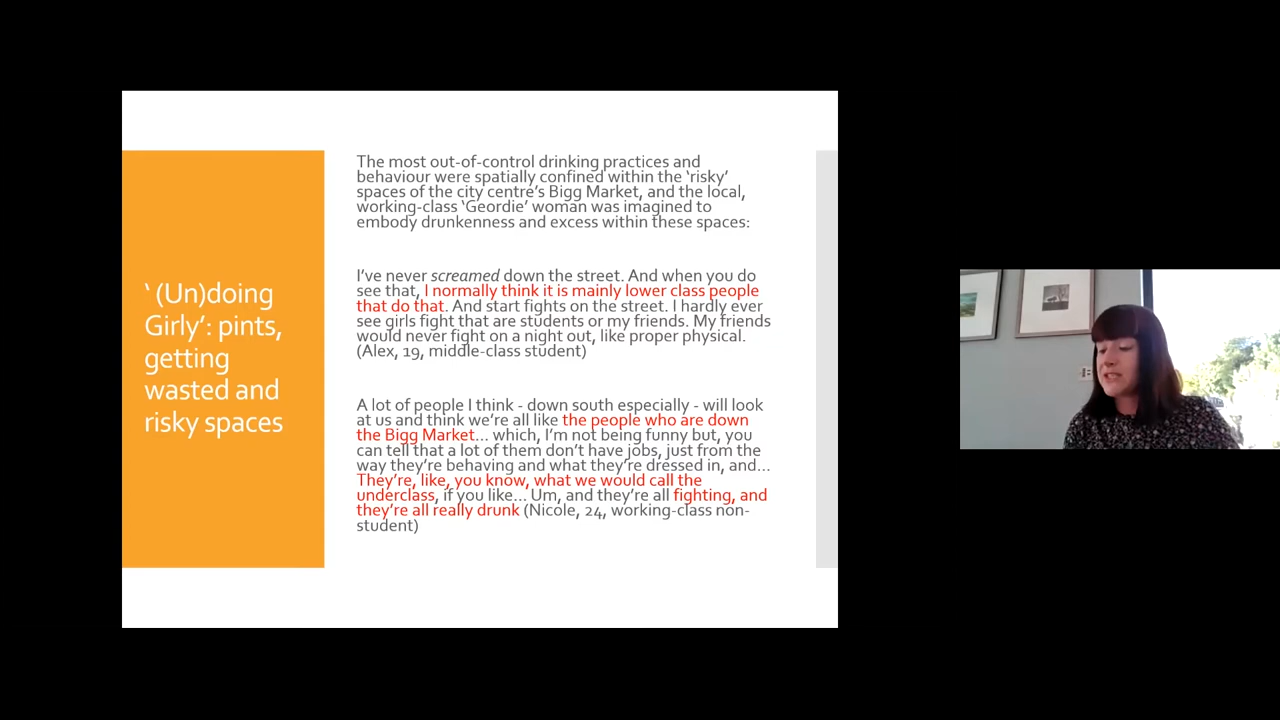 ‘ (Un)doing
Girly’: pints,
getting
wasted and
risky spaces
The most out-of-control drinking practices and
behaviour were spatially confined within the ‘risky’
spaces of the city centre’s Bigg Market, and the local,
working-class ‘Geordie’ woman was imagined to
embody drunkenness and excess within these spaces:
I’ve never screamed down the street. And when you do
see that, I normally think it is mainly lower class people
that do that. And start fights on the street. I hardly ever
see girls fight that are students or my friends. My friends
would never fight on a night out, like proper physical.
(Alex, 19, middle-class student)
A lot of people I think - down south especially - will look
at us and think we’re all like the people who are down
the Bigg Market… which, I’m not being funny but, you
can tell that a lot of them don’t have jobs, just from the
way they’re behaving and what they’re dressed in, and…
They’re, like, you know, what we would call the
underclass, if you like… Um, and they’re all fighting, and
they’re all really drunk (Nicole, 24, working-class non-
student)